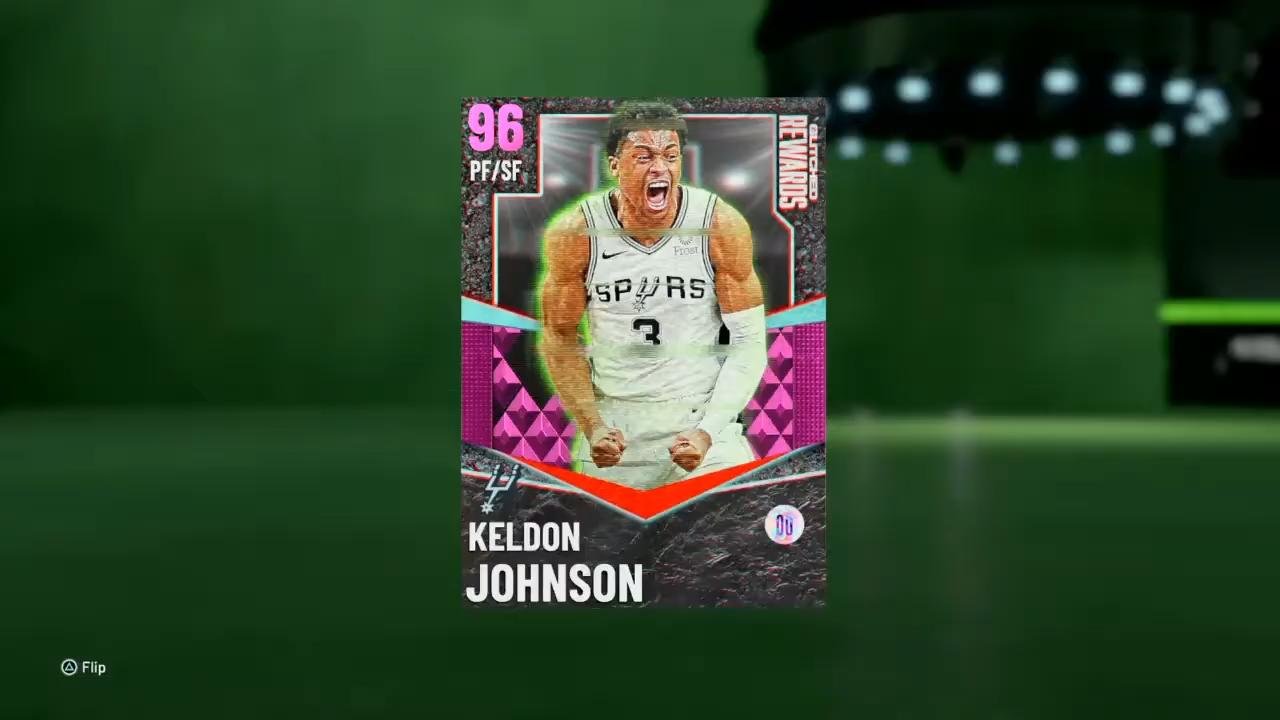 96
PF/SF
GLITCHED
REWARDS
Frost
SPURS
3
KELDON
JOHNSON
Flip